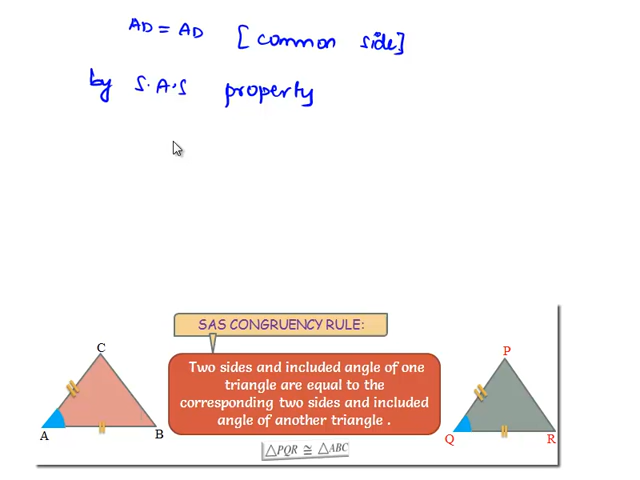 AD = AD [common side]
by S.A.S property
SAS CONGRUENCY RULE:
C
P
Two sides and included angle of one
triangle are equal to the
corresponding two sides and included
angle of another triangle .
A
B
Q
R
△PQR ≅ △ABC